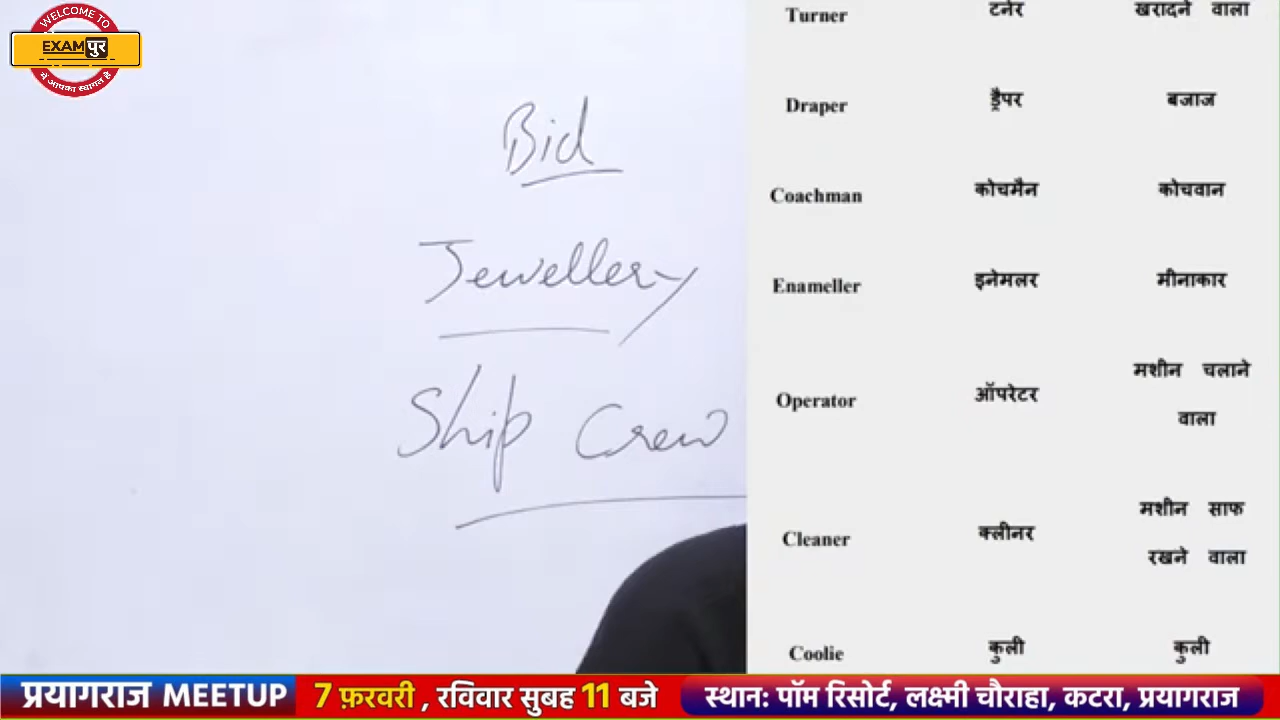 WELCOME TO
EXAMपुर
में आपका स्वागत है
Bid
Jewellery
Ship Crew
Turner टर्नर खरादने वाला
Draper ड्रैपर बजाज
Coachman कोचमैन कोचवान
Enameller इनेमलर मीनाकार
Operator ऑपरेटर मशीन चलाने
वाला
Cleaner क्लीनर मशीन साफ
रखने वाला
Coolie कुली कुली
प्रयागराज MEETUP 7 फ़रवरी , रविवार सुबह 11 बजे स्थान: पॉम रिसोर्ट, लक्ष्मी चौराहा, कटरा, प्रयागराज